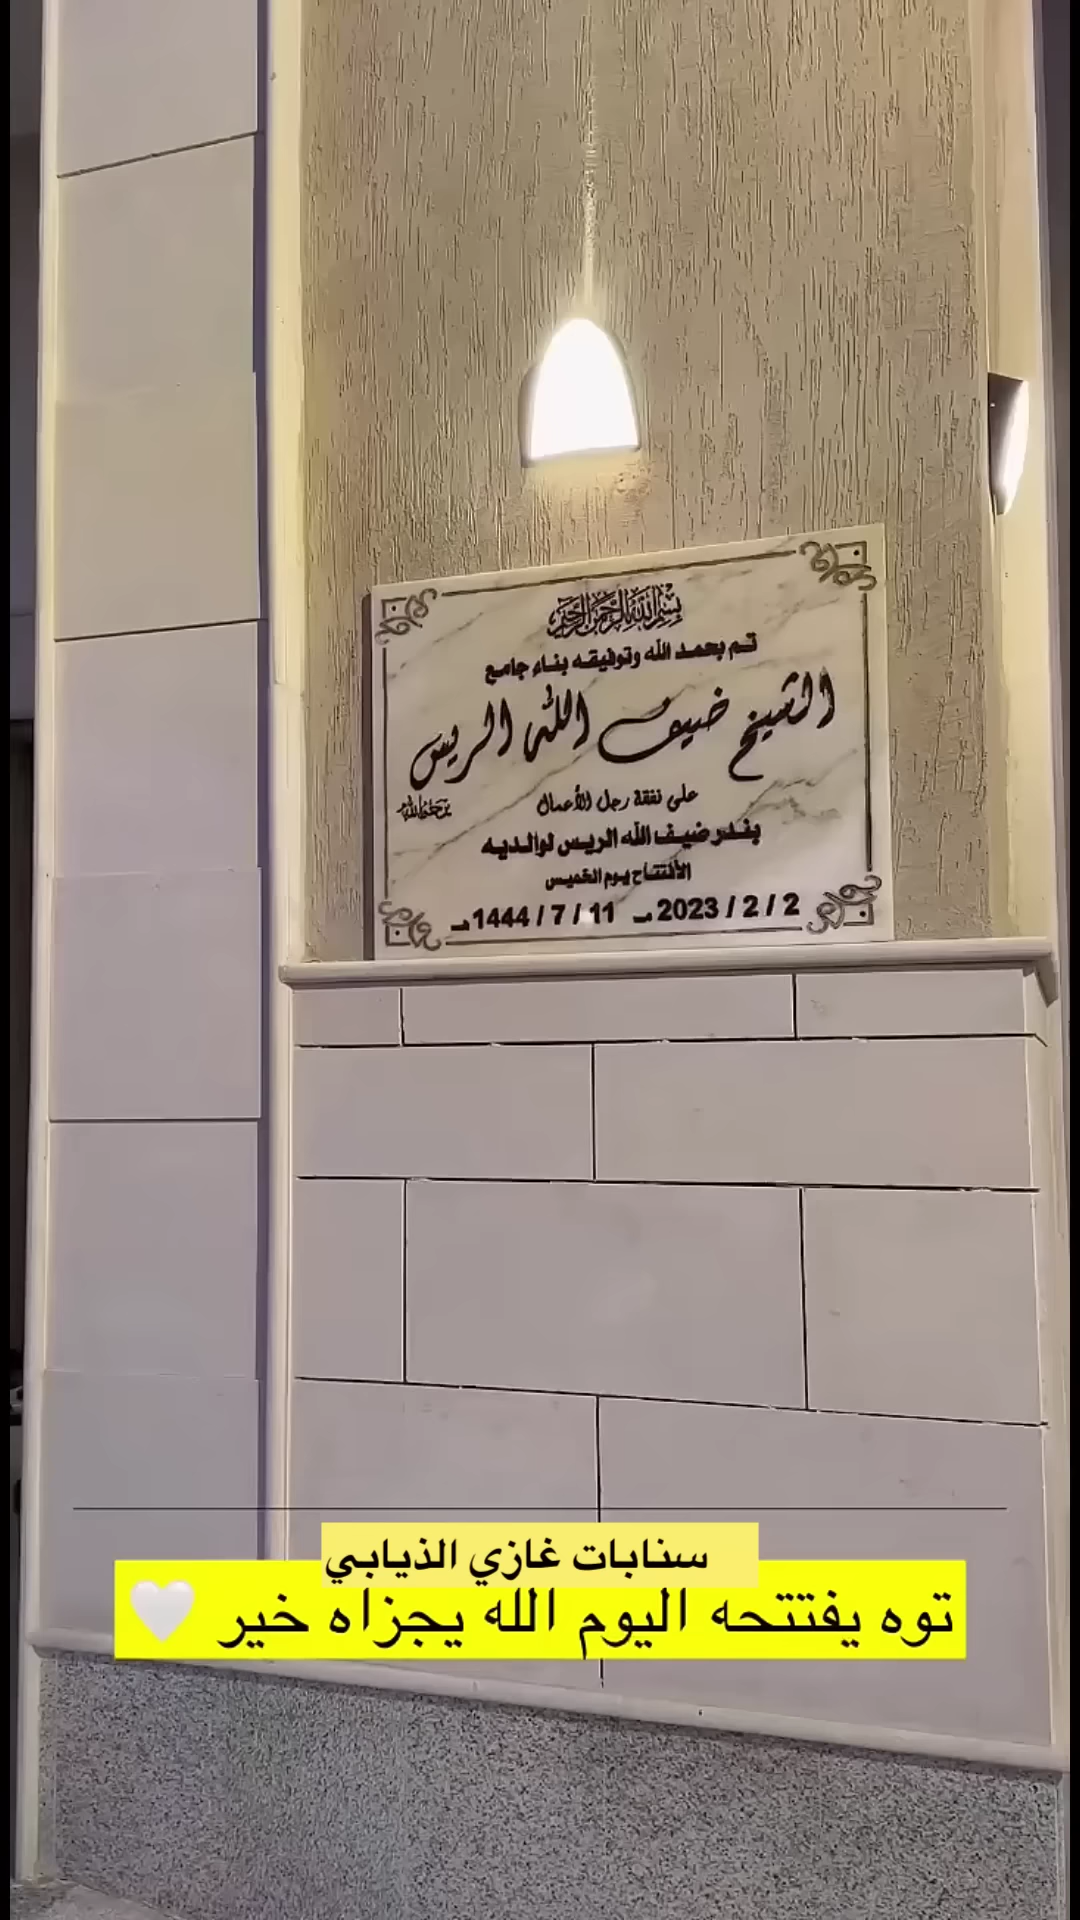 بسم الله الرحمن الرحيم
تم بحمد الله وتوفيقه بناء جامع
الشيخ ضيف الله الريس
رحمه الله
على نفقة رجل الأعمال
بندر ضيف الله الريس لوالديه
الأفتتاح يوم الخميس
2 / 2 / 2023 مـ 11 / 7 / 1444 هـ
سنابات غازي الذيابي
توه يفتتحه اليوم الله يجزاه خير 🤍